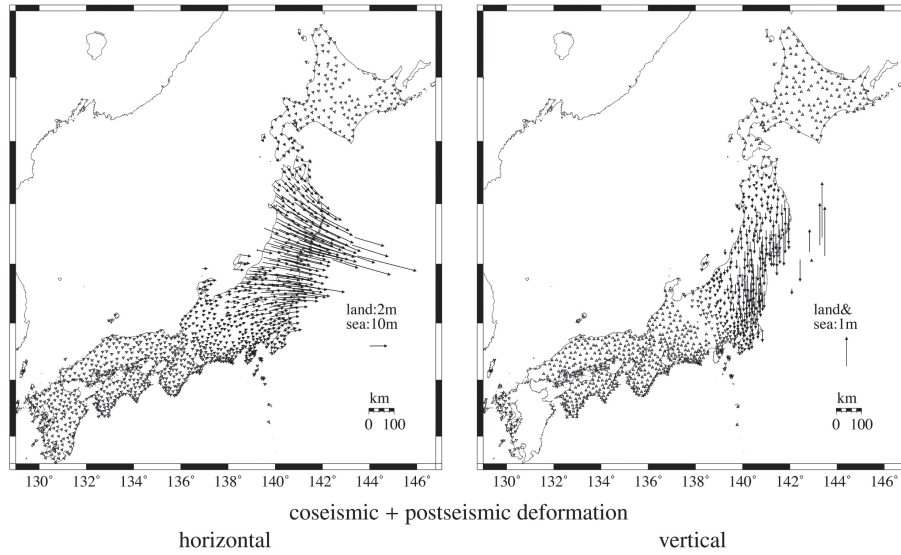 land:2m
sea:10m
km
0 100
130° 132° 134° 136° 138° 140° 142° 144° 146°
land&
sea:1m
km
0 100
130° 132° 134° 136° 138° 140° 142° 144° 146°
coseismic + postseismic deformation
horizontal vertical